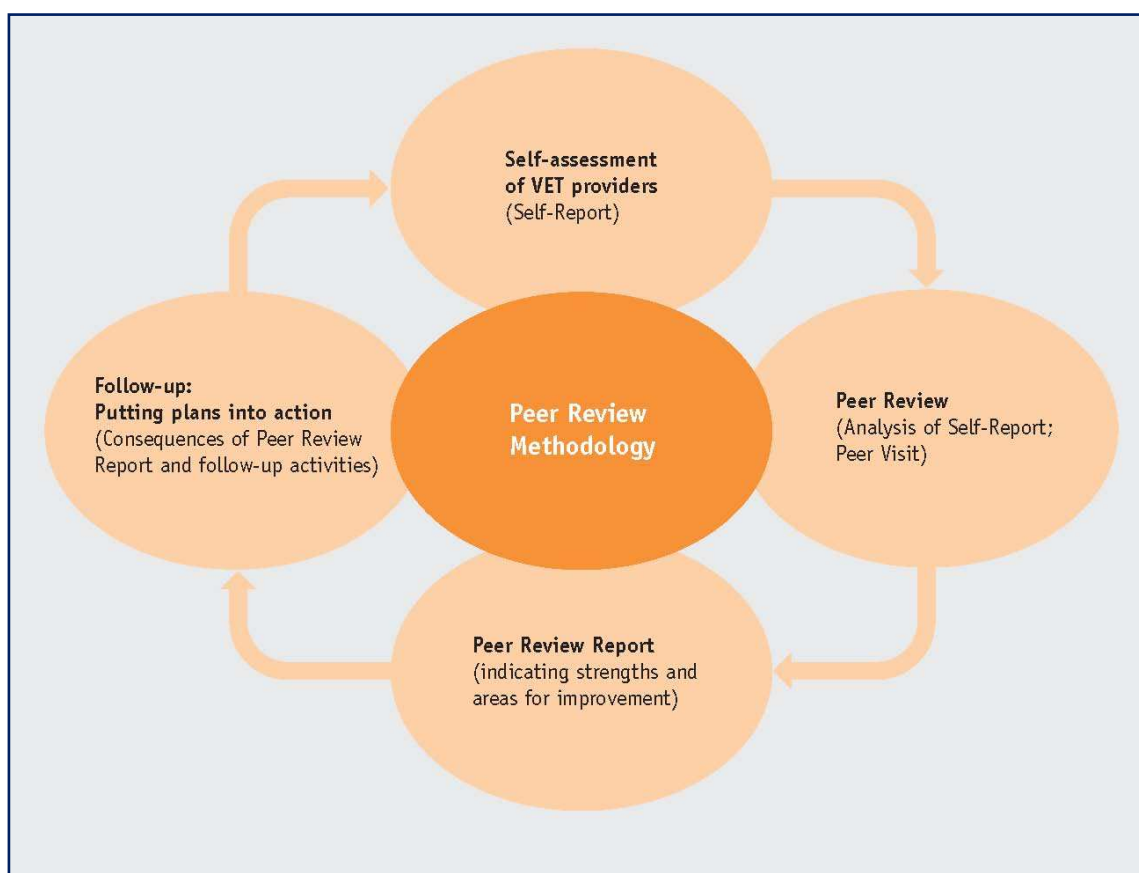 Self-assessment
of VET providers
(Self-Report)
Follow-up:
Putting plans into action
(Consequences of Peer Review
Report and follow-up activities)
Peer Review
Methodology
Peer Review
(Analysis of Self-Report;
Peer Visit)
Peer Review Report
(indicating strengths and
areas for improvement)